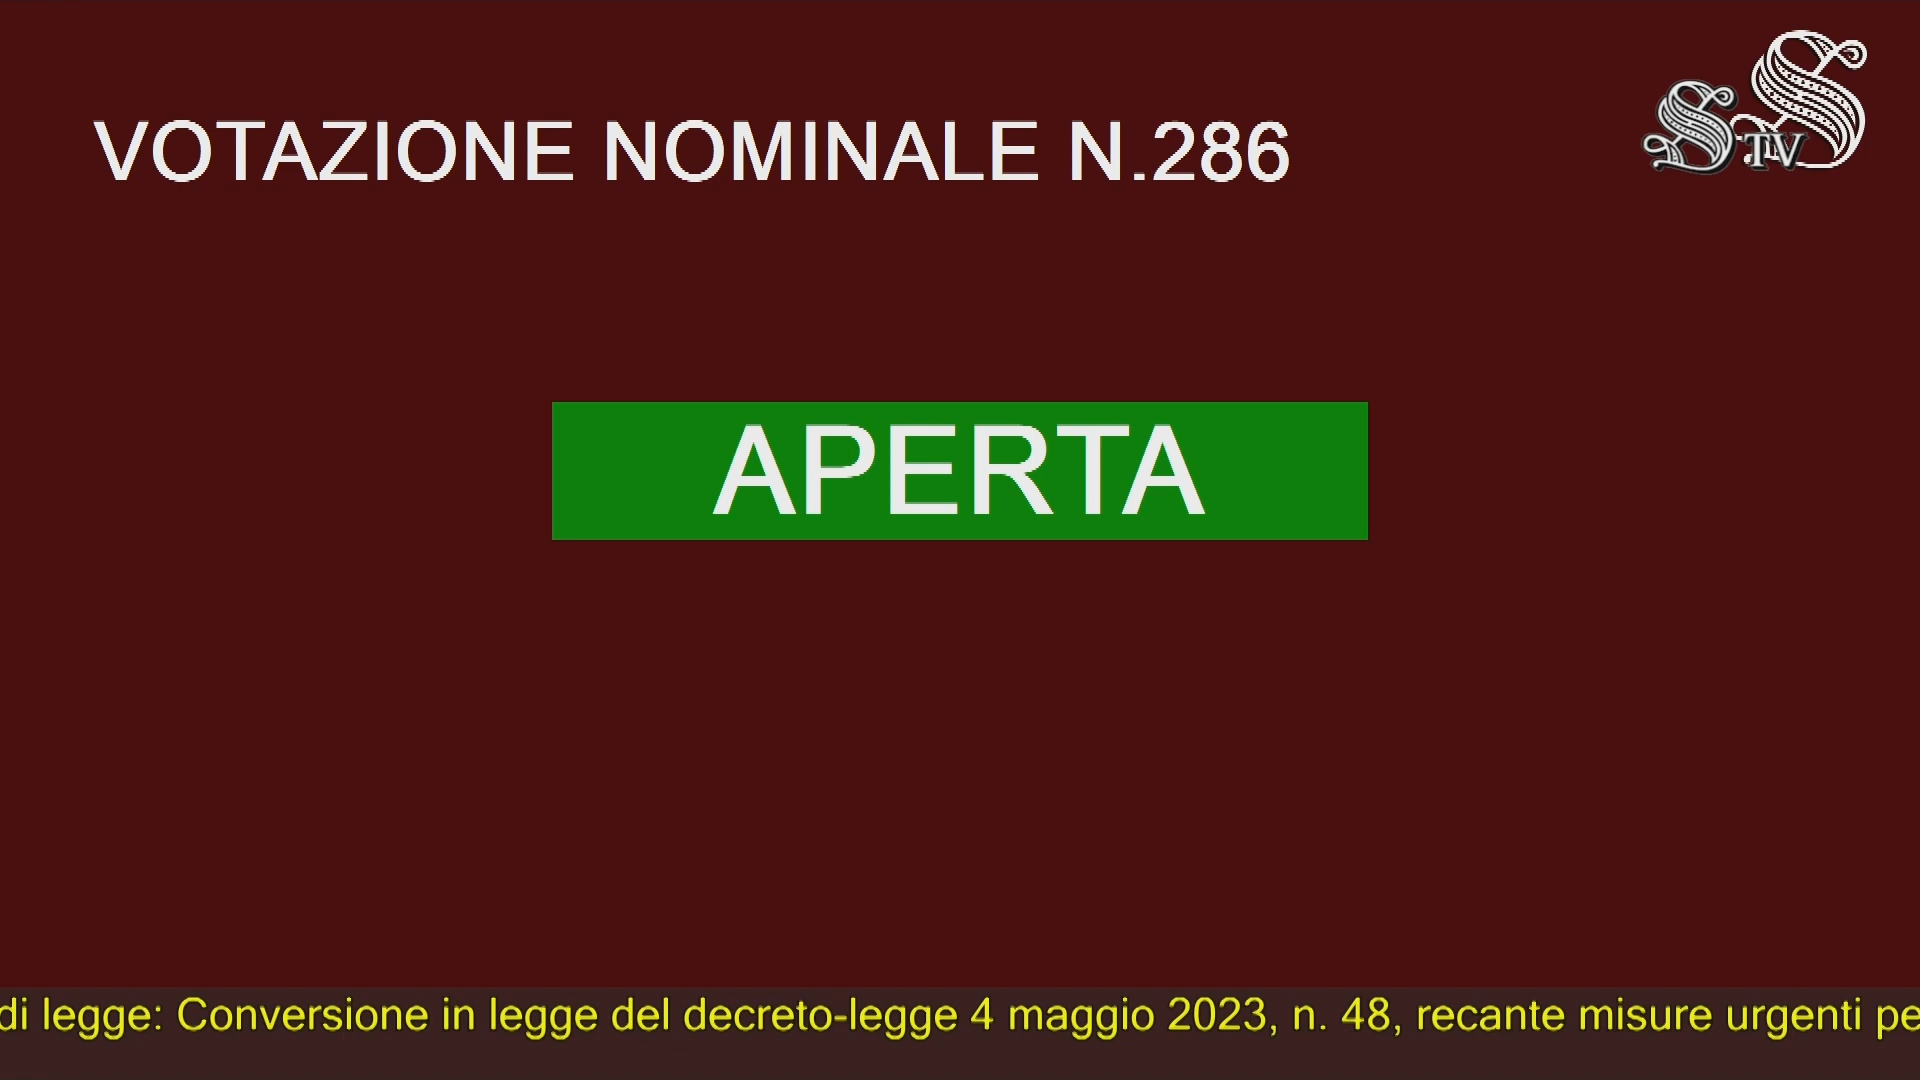 VOTAZIONE NOMINALE N.286
S TV S
APERTA
di legge: Conversione in legge del decreto-legge 4 maggio 2023, n. 48, recante misure urgenti pe